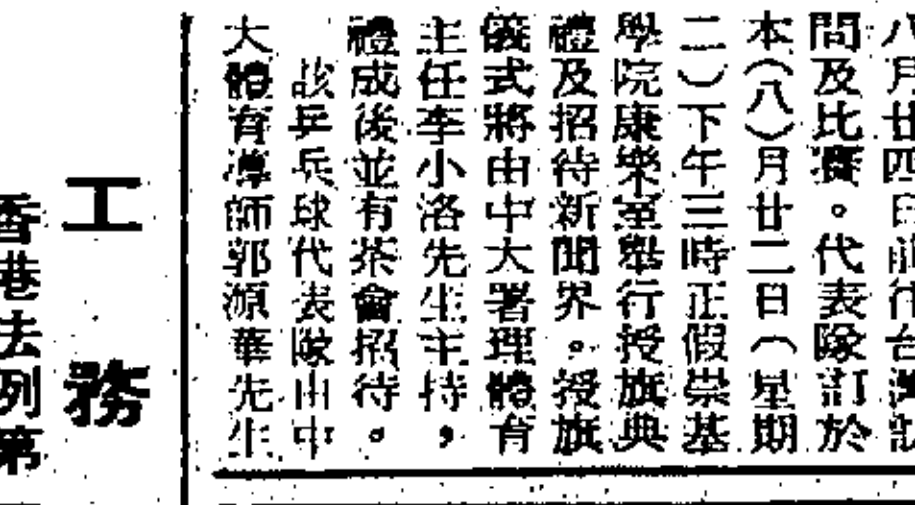 八月廿四日前往台灣訪
問及比賽。代表隊訂於
本（八）月廿二日（星期
二）下午三時正假崇基
學院康樂室舉行授旗典
禮及招待新聞界。授旗
儀式將由中大署理體育
主任李小洛先生主持，
禮成後並有茶會招待。
該乒乓球代表隊由中
大體育導師郭源華先生
工務
香港法例第